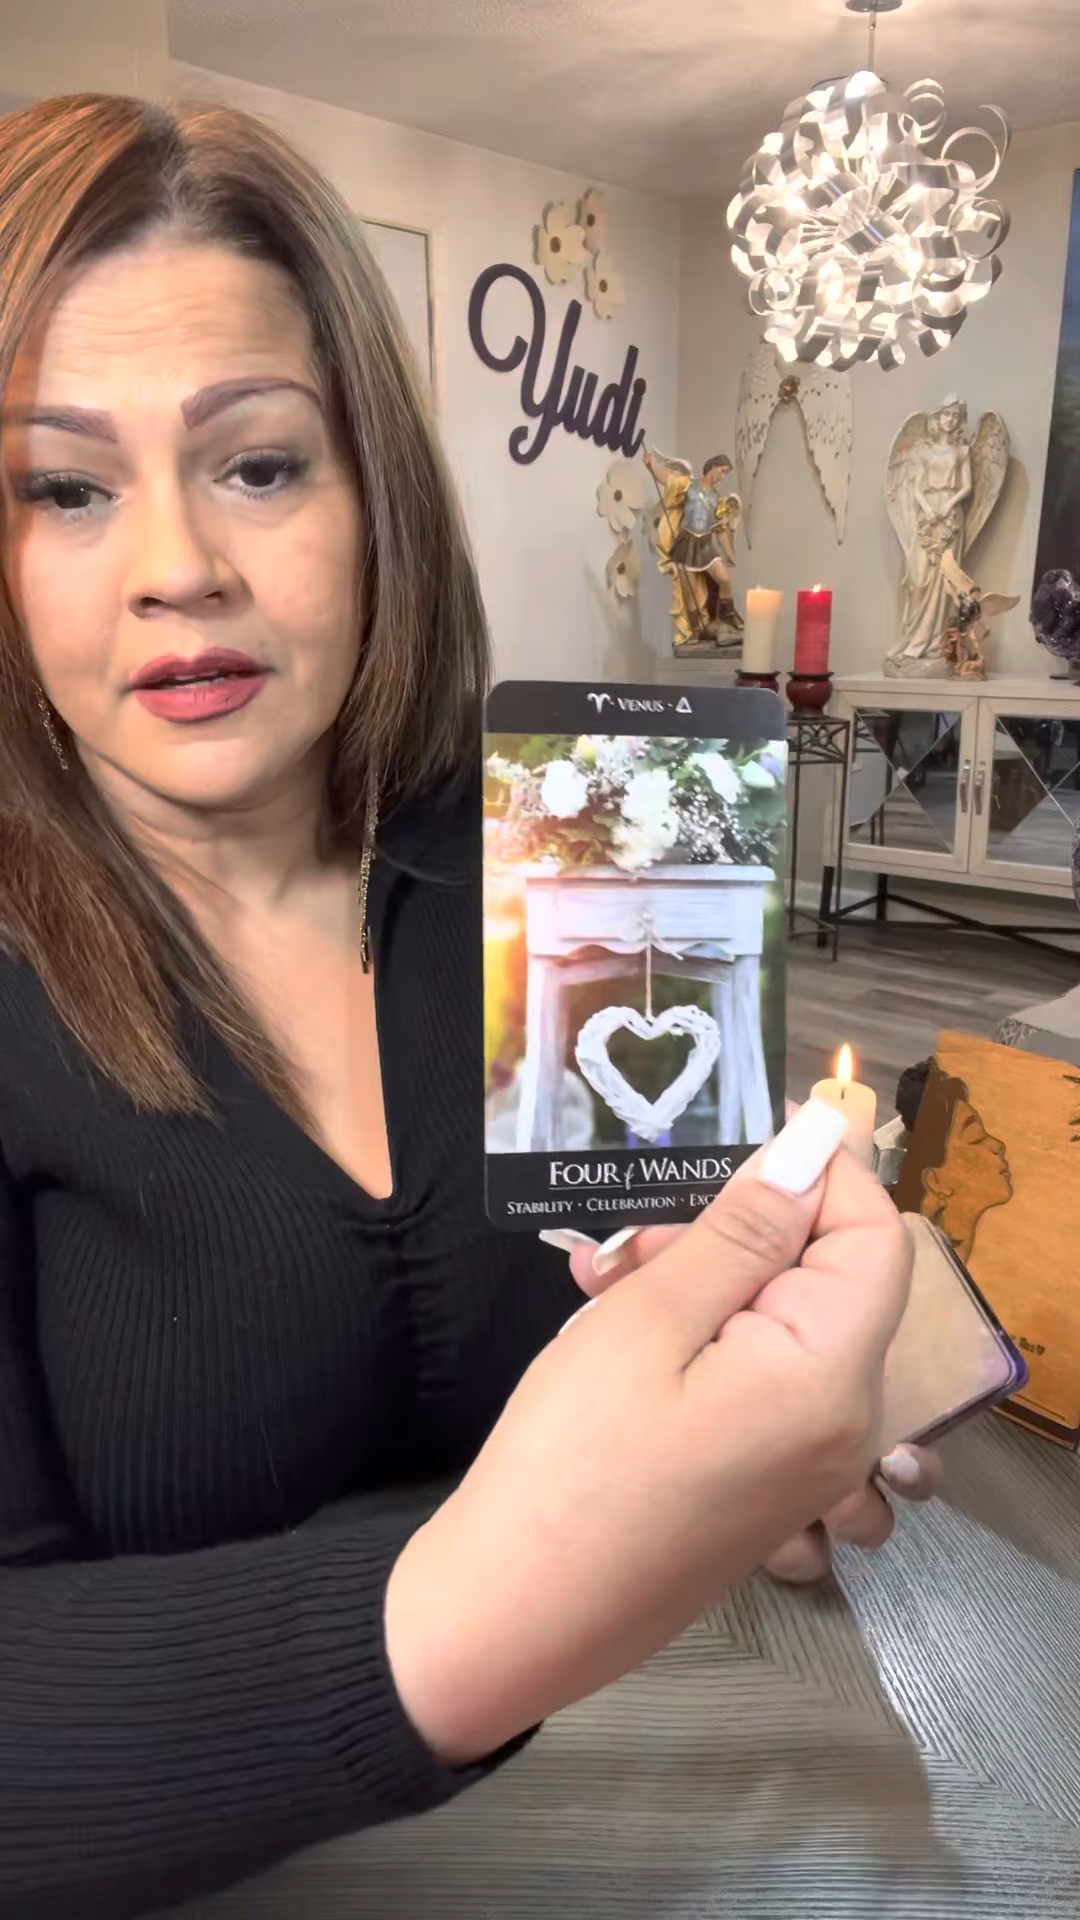 Yudi
♈ · VENUS · 🜂
FOUR of WANDS
STABILITY · CELEBRATION ·